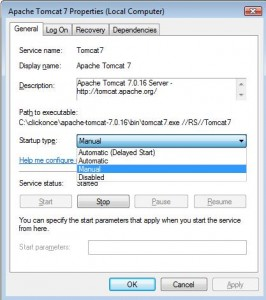 Apache Tomcat 7 Properties (Local Computer)
General Log On Recovery Dependencies
Service name: Tomcat7
Display name: Apache Tomcat 7
Description: Apache Tomcat 7.0.16 Server -
http://tomcat.apache.org/
Path to executable:
C:\clickonce\apache-tomcat-7.0.16\bin\tomcat7.exe //RS//Tomcat7
Startup type: Manual
Automatic (Delayed Start)
Help me configure
Automatic
Manual
Disabled
Service status: Started
Start Stop Pause Resume
You can specify the start parameters that apply when you start the service
from here.
Start parameters:
OK Cancel Apply